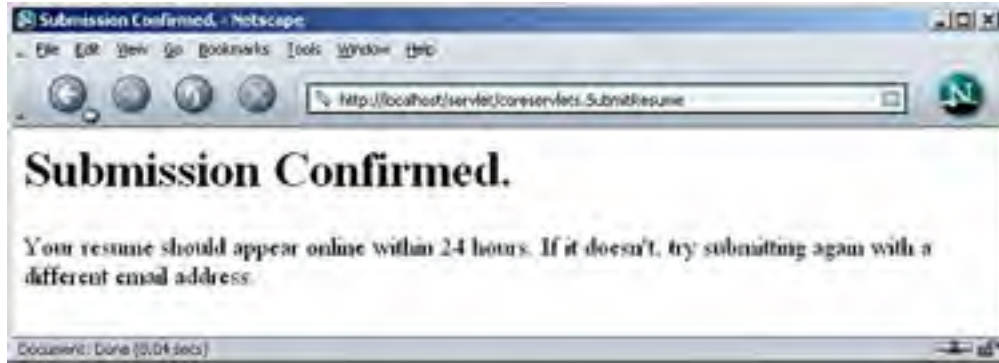 Submission Confirmed. - Netscape
File Edit View Go Bookmarks Tools Window Help
http://localhost/servlet/coreservlets.SubmitResume
N
Submission Confirmed.
Your resume should appear online within 24 hours. If it doesn't, try submitting again with a
different email address.
Document: Done (0.04 secs)